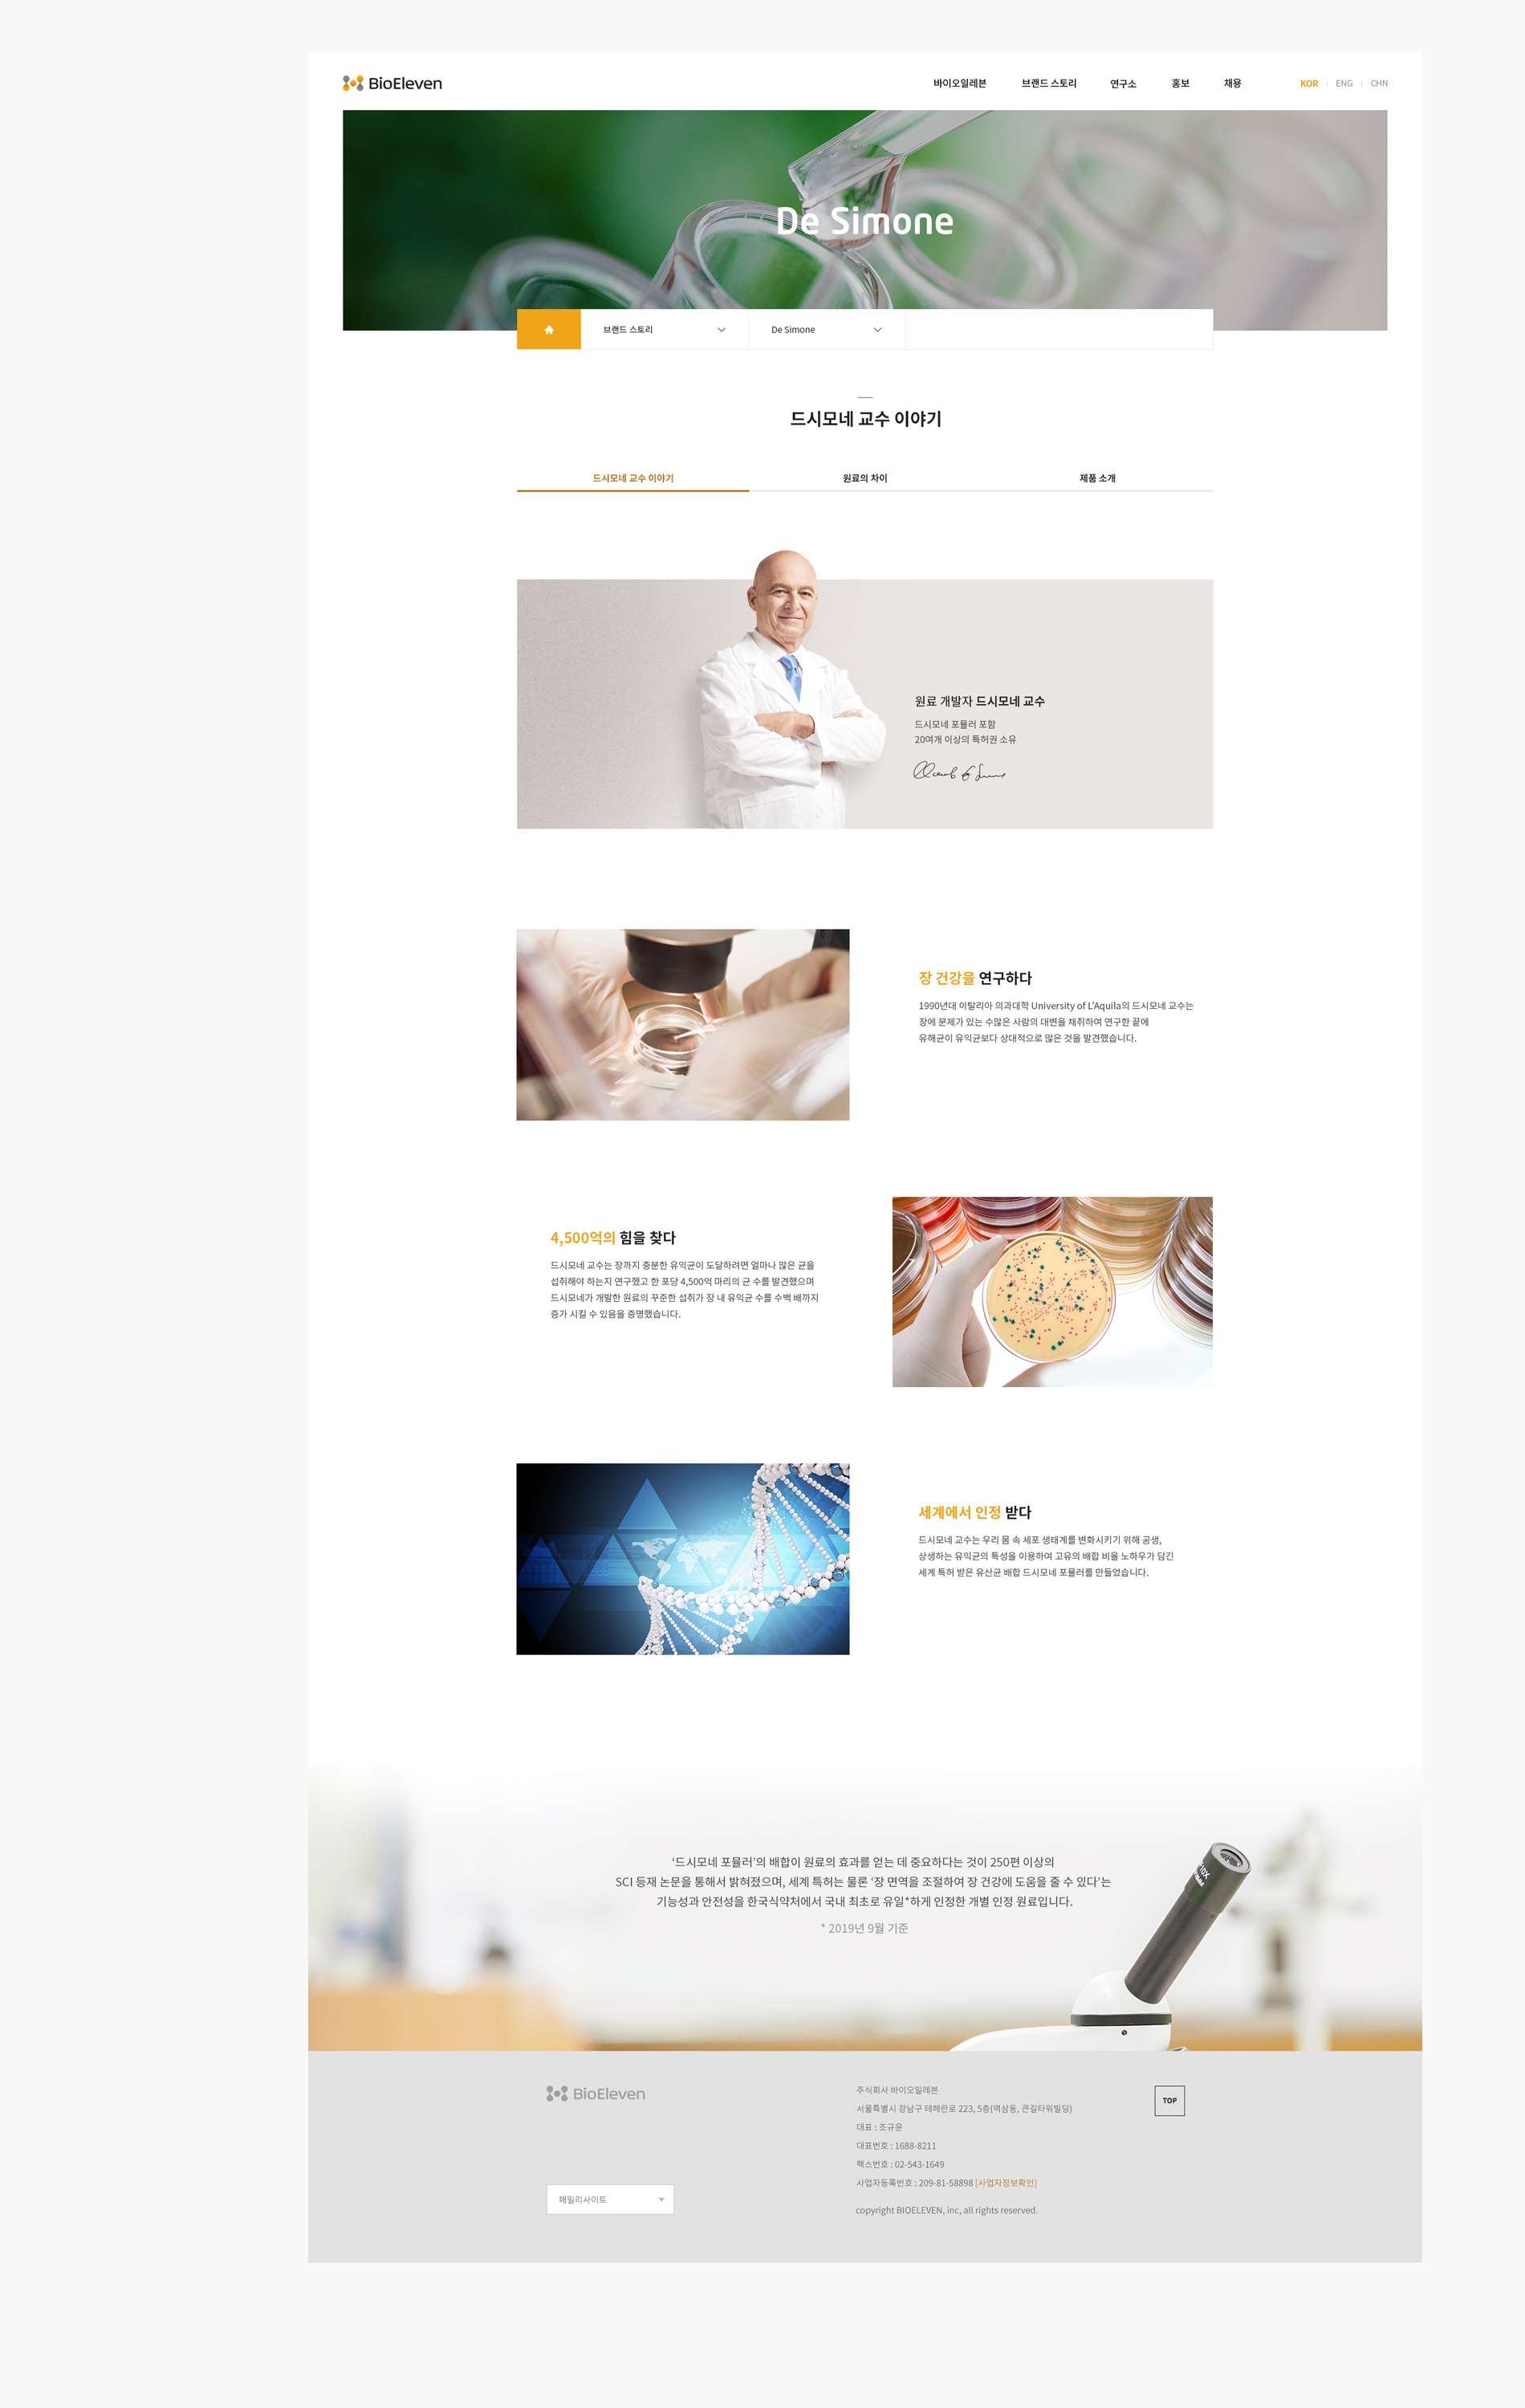 BioEleven
바이오일레븐 브랜드 스토리 연구소 홍보 채용 KOR ENG CHN
De Simone
브랜드 스토리 De Simone
드시모네 교수 이야기
드시모네 교수 이야기 원료의 차이 제품 소개
원료 개발자 드시모네 교수
드시모네 포뮬러 포함
20여개 이상의 특허권 소유
장 건강을 연구하다
1990년대 이탈리아 의과대학 University of L'Aquila의 드시모네 교수는
장에 문제가 있는 수많은 사람의 대변을 채취하여 연구한 끝에
유해균이 유익균보다 상대적으로 많은 것을 발견했습니다.
4,500억의 힘을 찾다
드시모네 교수는 장까지 충분한 유익균이 도달하려면 얼마나 많은 균을
섭취해야 하는지 연구했고 한 포당 4,500억 마리의 균 수를 발견했으며
드시모네가 개발한 원료의 꾸준한 섭취가 장 내 유익균 수를 수백 배까지
증가 시킬 수 있음을 증명했습니다.
세계에서 인정 받다
드시모네 교수는 우리 몸 속 세포 생태계를 변화시키기 위해 공생,
상생하는 유익균의 특성을 이용하여 고유의 배합 비율 노하우가 담긴
세계 특허 받은 유산균 배합 드시모네 포뮬러를 만들었습니다.
‘드시모네 포뮬러’의 배합이 원료의 효과를 얻는 데 중요하다는 것이 250편 이상의
SCI 등재 논문을 통해서 밝혀졌으며, 세계 특허는 물론 ‘장 면역을 조절하여 장 건강에 도움을 줄 수 있다’는
기능성과 안전성을 한국식약처에서 국내 최초로 유일*하게 인정한 개별 인정 원료입니다.
* 2019년 9월 기준
10X
BioEleven
주식회사 바이오일레븐
서울특별시 강남구 테헤란로 223, 5층(역삼동, 큰길타워빌딩)
대표 : 조규윤
대표번호 : 1688-8211
팩스번호 : 02-543-1649
사업자등록번호 : 209-81-58898 [사업자정보확인]
copyright BIOELEVEN, inc, all rights reserved.
TOP
패밀리사이트